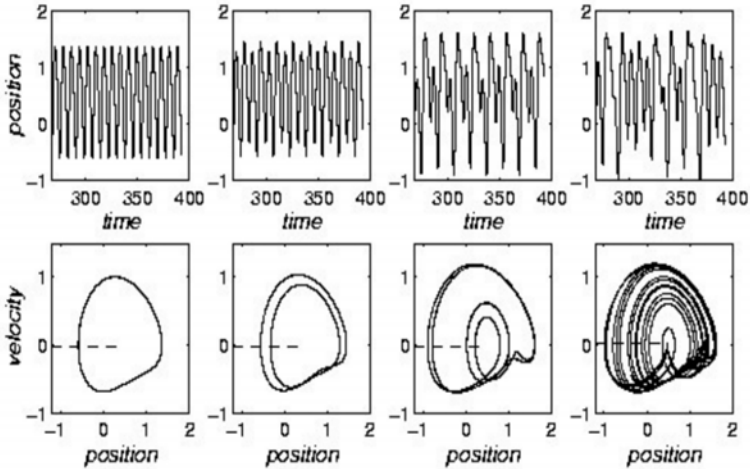 2 2 2 2
position 1 1 1 1
0 0 0 0
−1 −1 −1 −1
300 350 400 300 350 400 300 350 400 300 350 400
time time time time
velocity 1 1 1 1
0 0 0 0
−1 −1 −1 −1
−1 0 1 2 −1 0 1 2 −1 0 1 2 −1 0 1 2
position position position position